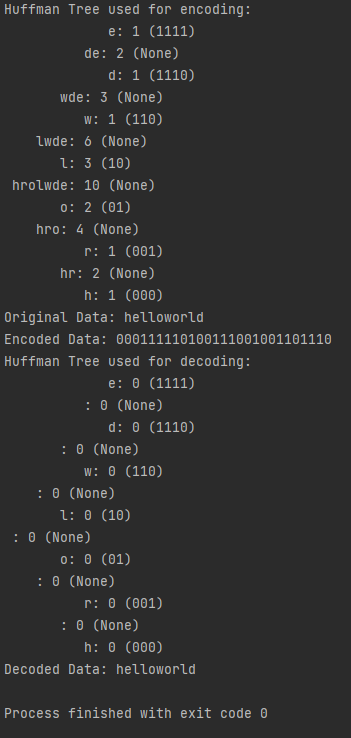 Huffman Tree used for encoding:
e: 1 (1111)
de: 2 (None)
d: 1 (1110)
wde: 3 (None)
w: 1 (110)
lwde: 6 (None)
l: 3 (10)
hrolwde: 10 (None)
o: 2 (01)
hro: 4 (None)
r: 1 (001)
hr: 2 (None)
h: 1 (000)
Original Data: helloworld
Encoded Data: 000111110100111001001101110
Huffman Tree used for decoding:
e: 0 (1111)
: 0 (None)
d: 0 (1110)
: 0 (None)
w: 0 (110)
: 0 (None)
l: 0 (10)
: 0 (None)
o: 0 (01)
: 0 (None)
r: 0 (001)
: 0 (None)
h: 0 (000)
Decoded Data: helloworld
Process finished with exit code 0